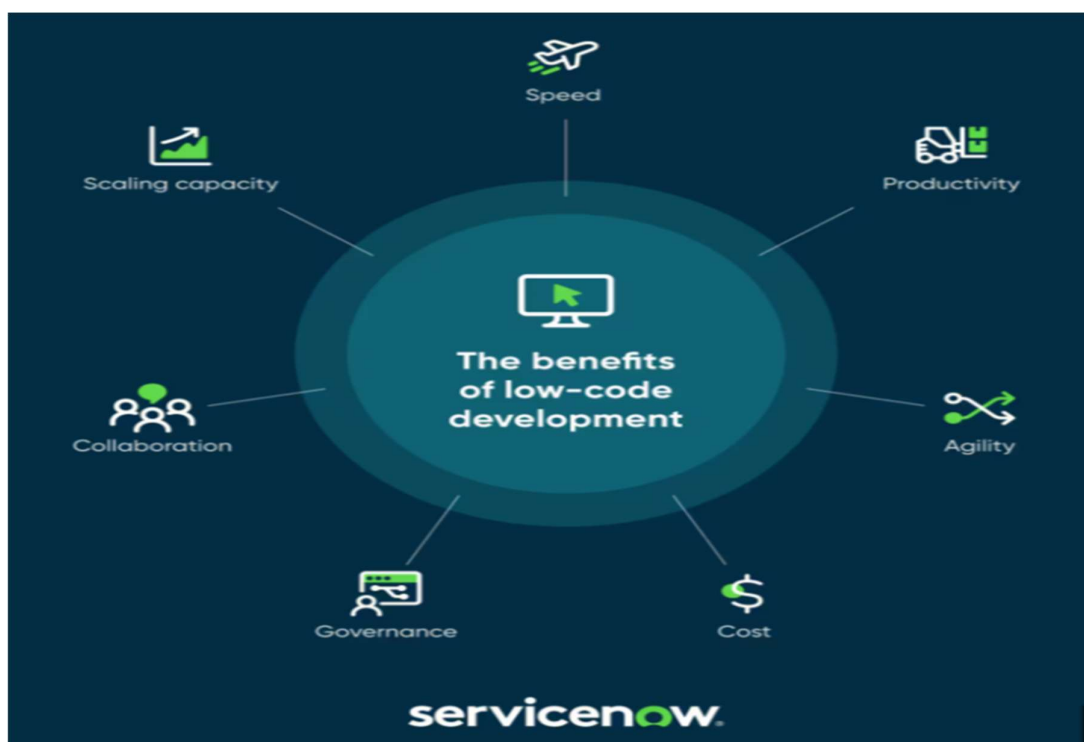 Speed
Scaling capacity
Productivity
The benefits
of low-code
development
Collaboration
Agility
Governance
Cost
servicenow.